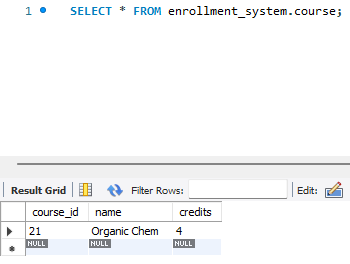 1 SELECT * FROM enrollment_system.course;
Result Grid Filter Rows: Edit:
course_id name credits
21 Organic Chem 4
NULL NULL NULL